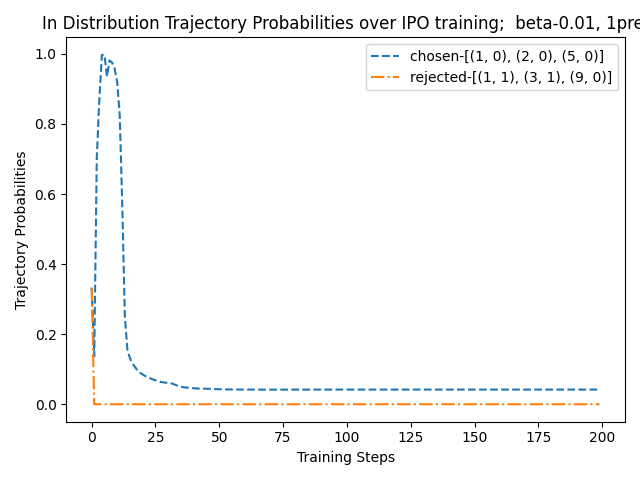 In Distribution Trajectory Probabilities over IPO training;  beta-0.01, 1pre
chosen-[(1, 0), (2, 0), (5, 0)]
rejected-[(1, 1), (3, 1), (9, 0)]
Trajectory Probabilities
1.0
0.8
0.6
0.4
0.2
0.0
0 25 50 75 100 125 150 175 200
Training Steps